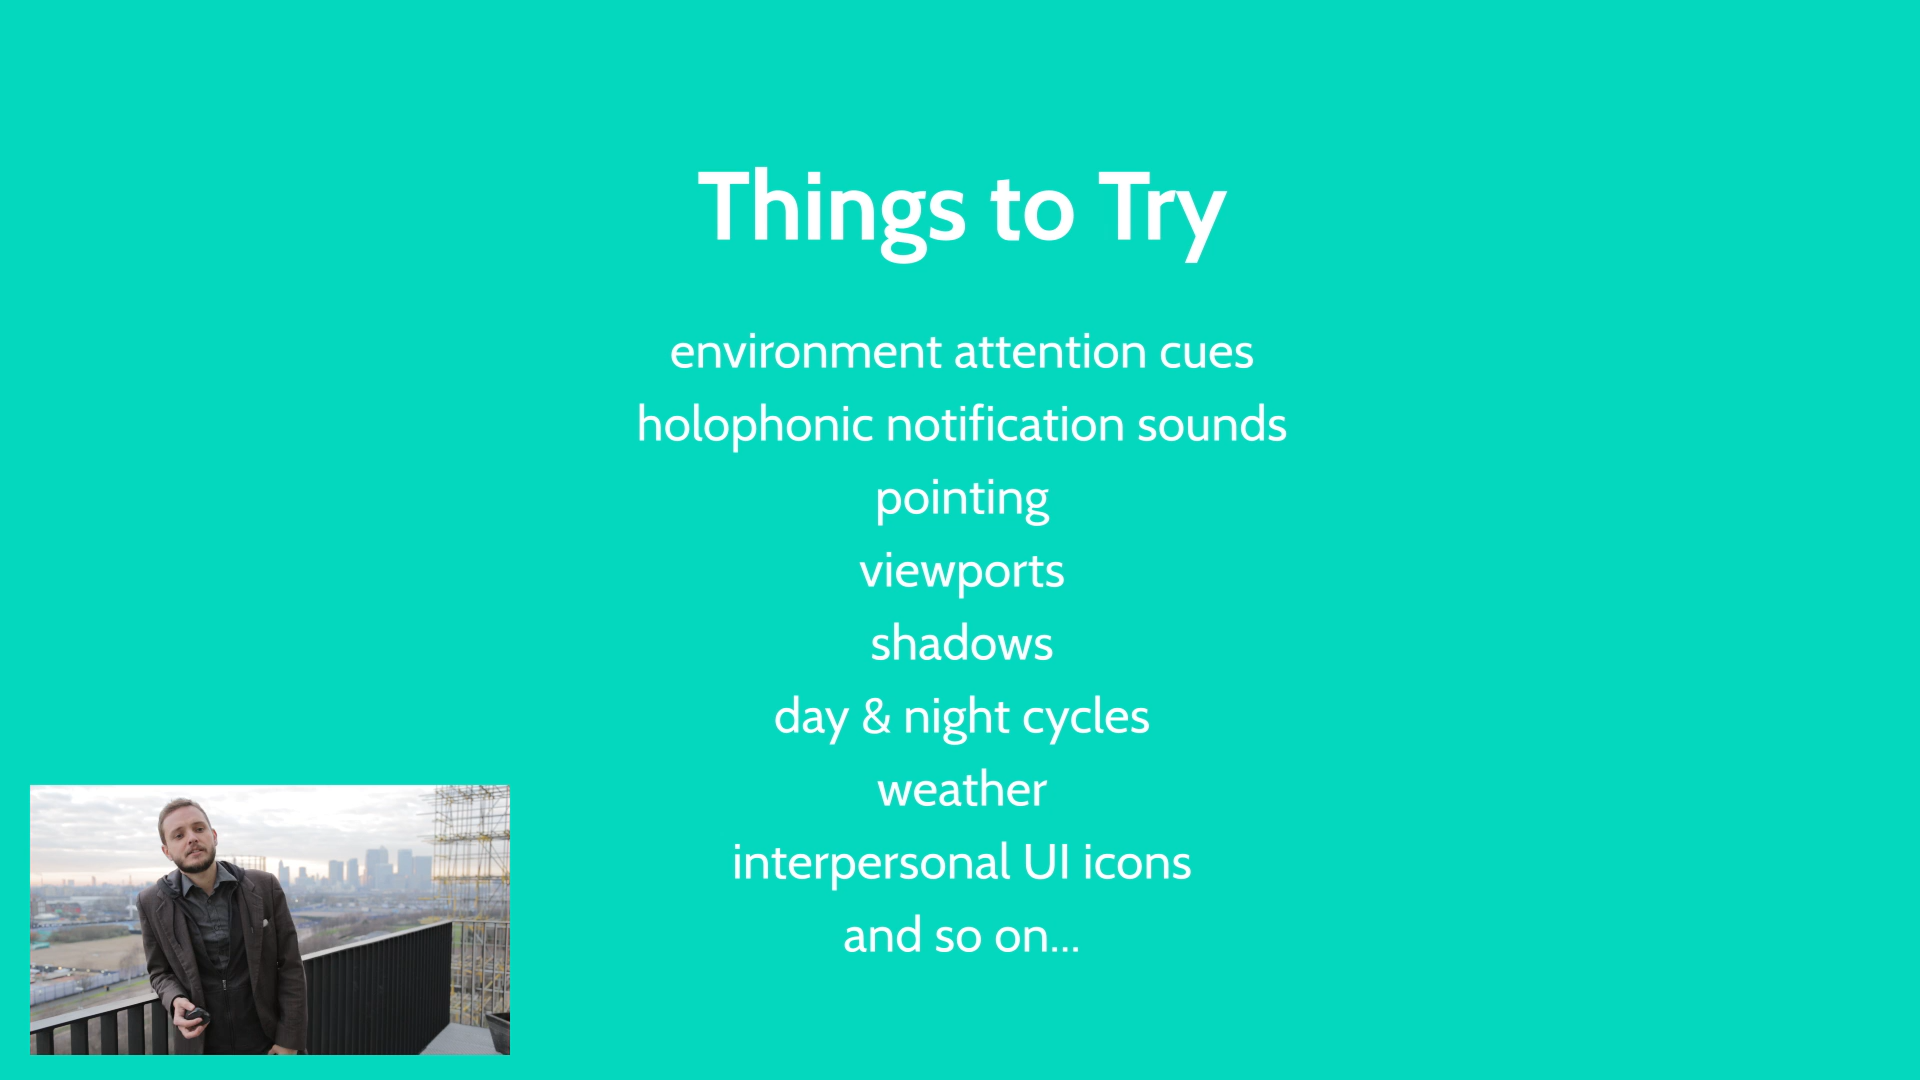 Things to Try
environment attention cues
holophonic notification sounds
pointing
viewports
shadows
day & night cycles
weather
interpersonal UI icons
and so on...